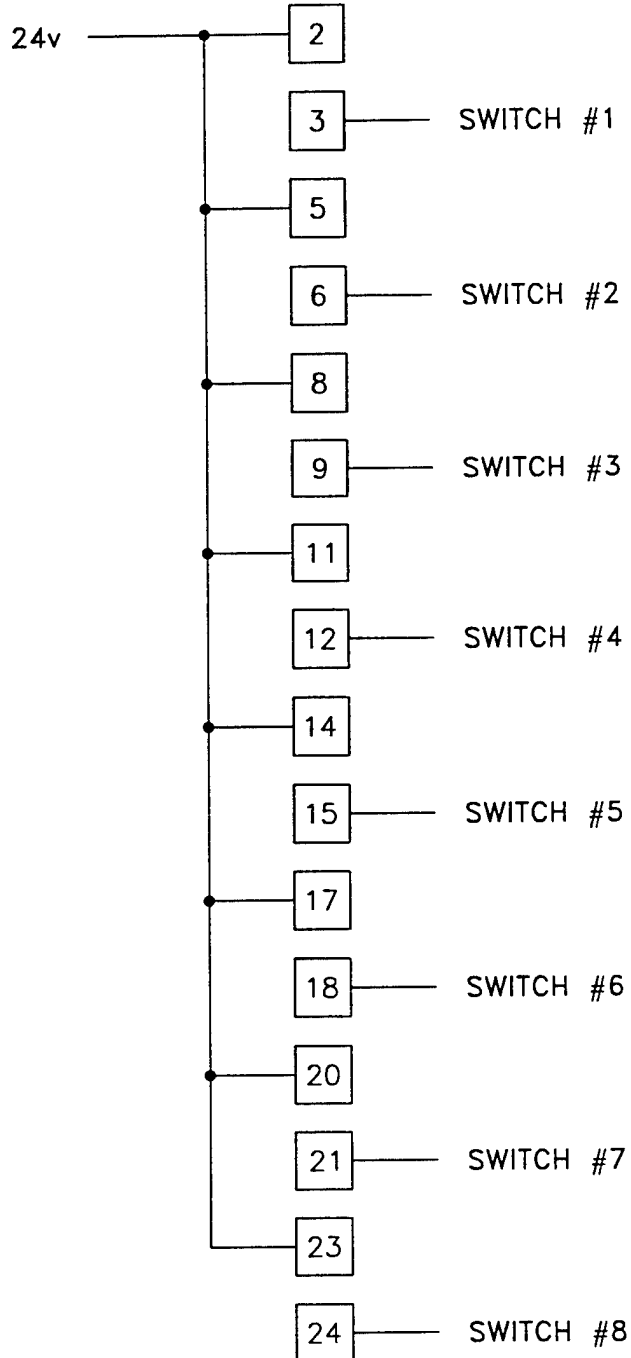 24v 2
3 SWITCH #1
5
6 SWITCH #2
8
9 SWITCH #3
11
12 SWITCH #4
14
15 SWITCH #5
17
18 SWITCH #6
20
21 SWITCH #7
23
24 SWITCH #8